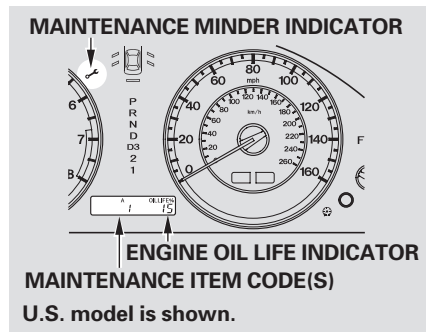 MAINTENANCE MINDER INDICATOR
60 80 100
mph
40 120
20 140
0 160
80 100 120 140 160
60 180
40 200
20 220
240
260
km/h
6
7
8
P
R
N
D
D3
2
1
F
A OIL LIFE%
1 15
ENGINE OIL LIFE INDICATOR
MAINTENANCE ITEM CODE(S)
U.S. model is shown.